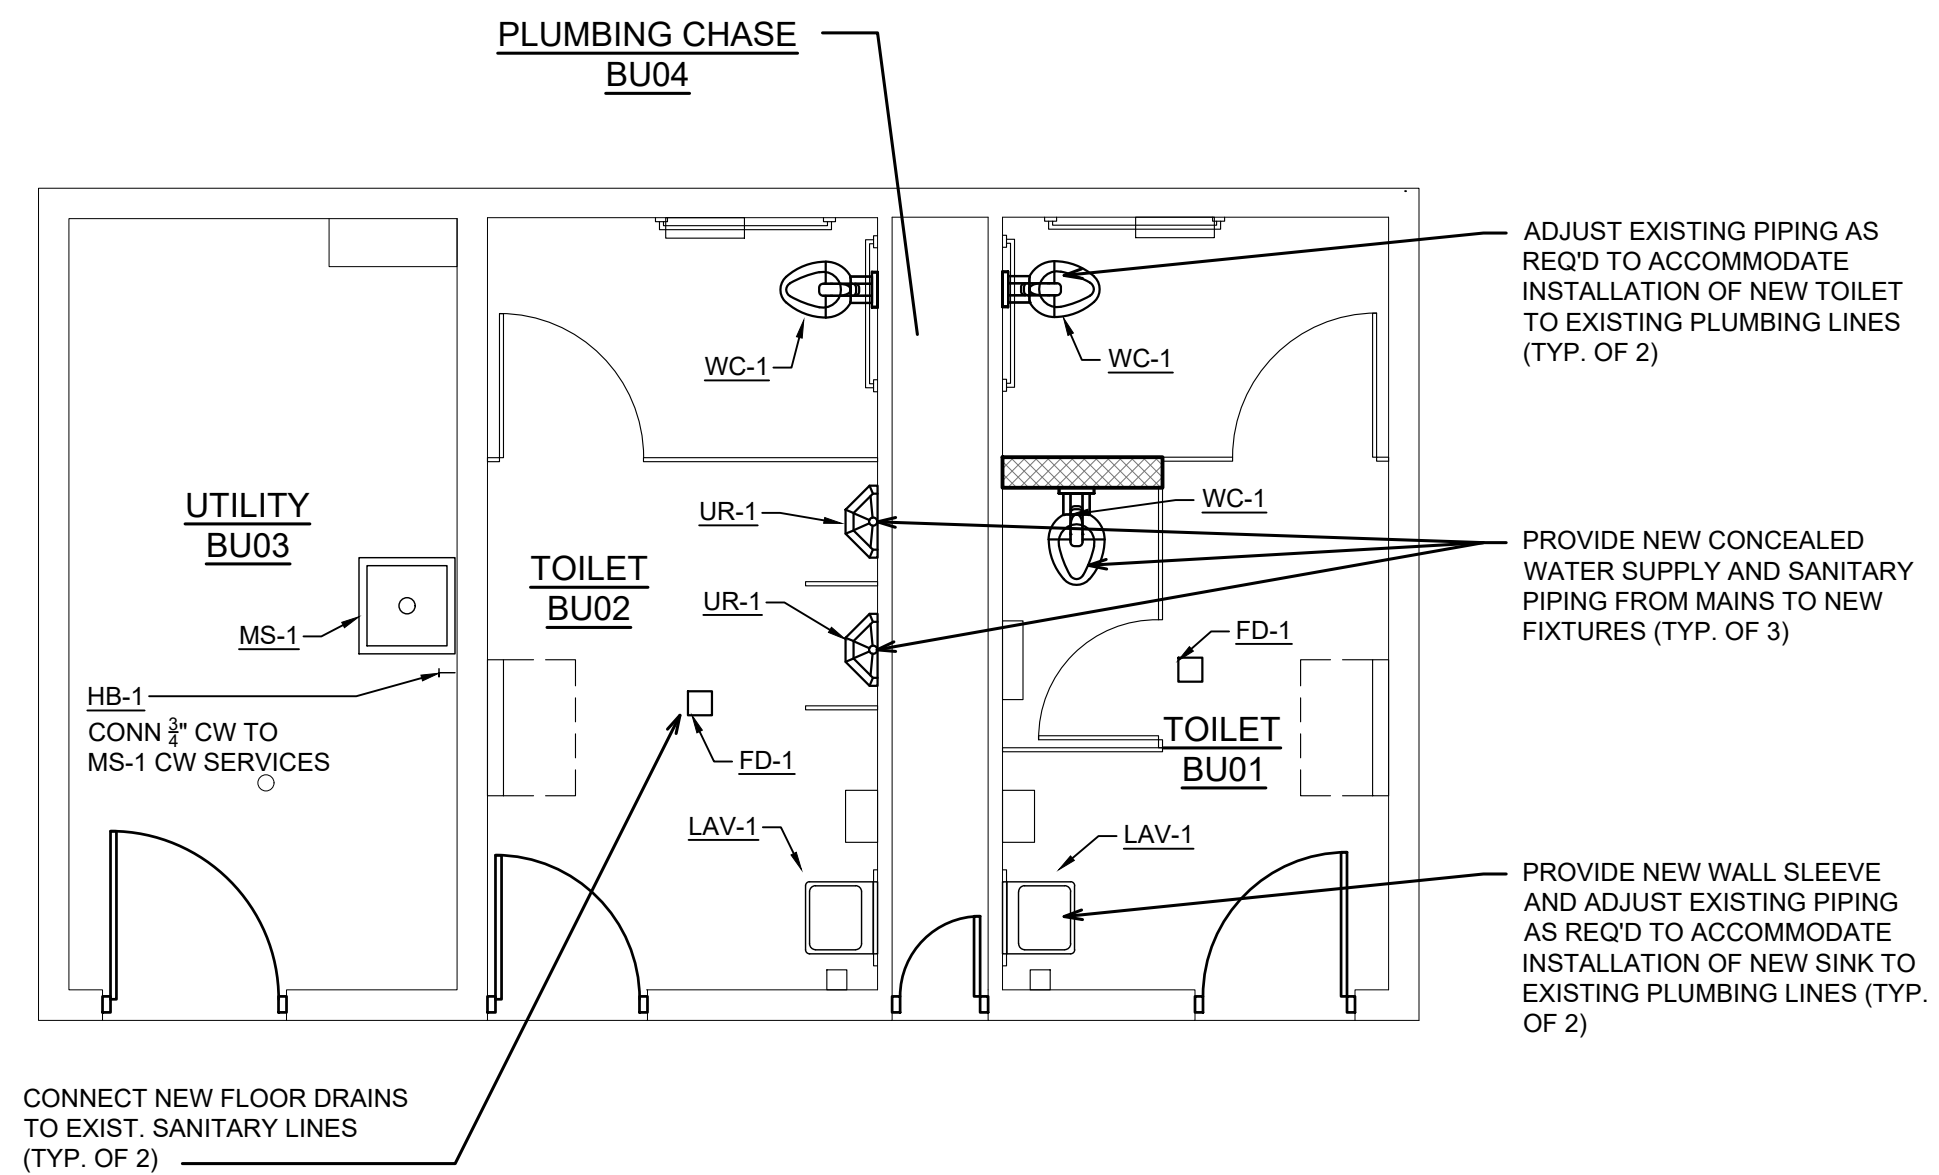 PLUMBING CHASE
BU04
ADJUST EXISTING PIPING AS
REQ'D TO ACCOMMODATE
INSTALLATION OF NEW TOILET
TO EXISTING PLUMBING LINES
(TYP. OF 2)
WC-1
WC-1
UTILITY
BU03
UR-1
WC-1
TOILET
BU02
PROVIDE NEW CONCEALED
WATER SUPPLY AND SANITARY
PIPING FROM MAINS TO NEW
FIXTURES (TYP. OF 3)
UR-1
MS-1
FD-1
HB-1
CONN 3/4" CW TO
MS-1 CW SERVICES
TOILET
BU01
FD-1
LAV-1
LAV-1
PROVIDE NEW WALL SLEEVE
AND ADJUST EXISTING PIPING
AS REQ'D TO ACCOMMODATE
INSTALLATION OF NEW SINK TO
EXISTING PLUMBING LINES (TYP.
OF 2)
CONNECT NEW FLOOR DRAINS
TO EXIST. SANITARY LINES
(TYP. OF 2)